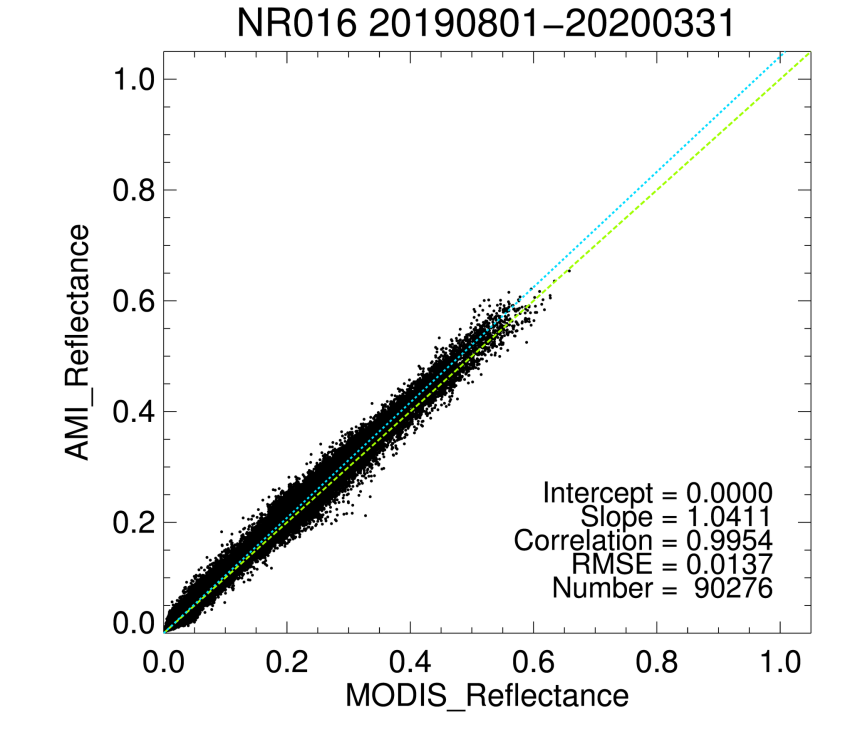 NR016 20190801−20200331
AMI_Reflectance
1.0
0.8
0.6
0.4
0.2
0.0
Intercept = 0.0000
Slope = 1.0411
Correlation = 0.9954
RMSE = 0.0137
Number = 90276
0.0 0.2 0.4 0.6 0.8 1.0
MODIS_Reflectance